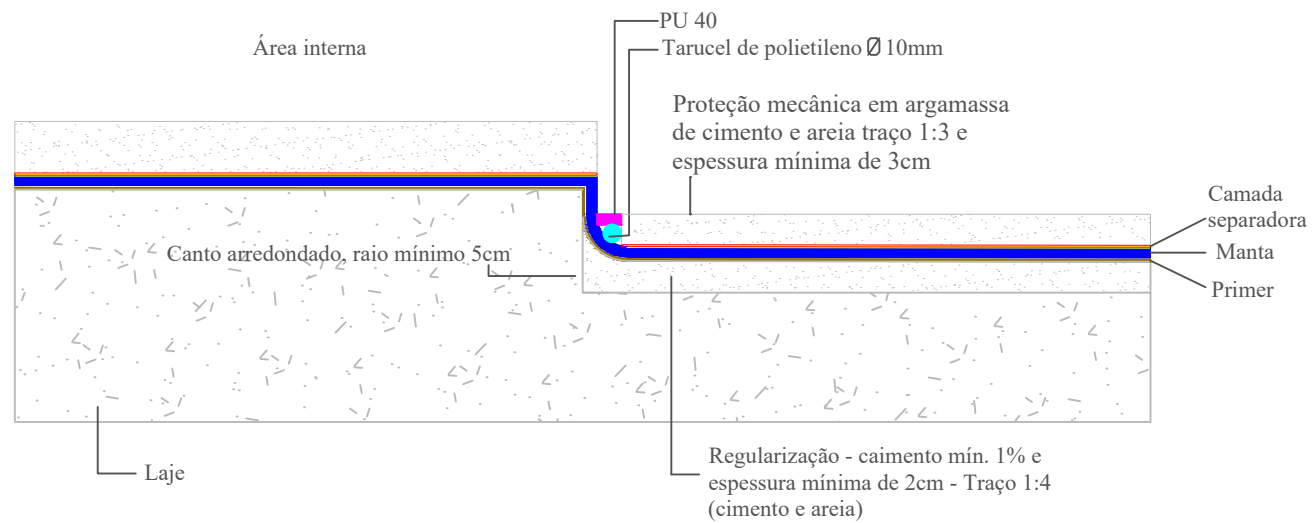 PU 40
Área interna
Tarucel de polietileno Ø 10mm
Proteção mecânica em argamassa
de cimento e areia traço 1:3 e
espessura mínima de 3cm
Camada
separadora
Canto arredondado, raio mínimo 5cm
Manta
Primer
Laje
Regularização - caimento mín. 1% e
espessura mínima de 2cm - Traço 1:4
(cimento e areia)